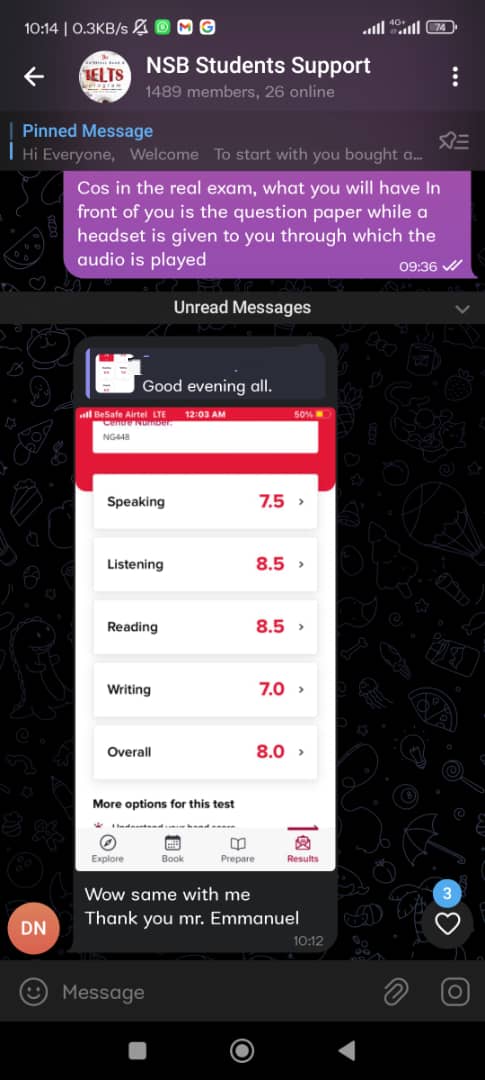 10:14 | 0.3KB/s
4G+
74
IELTS
NSB Students Support
1489 members, 26 online
Pinned Message
Hi Everyone, Welcome To start with you bought a...
Cos in the real exam, what you will have In
front of you is the question paper while a
headset is given to you through which the
audio is played
09:36
Unread Messages
Good evening all.
BeSafe Airtel LTE 12:03 AM 50%
Centre Number:
NG448
Speaking 7.5
Listening 8.5
Reading 8.5
Writing 7.0
Overall 8.0
More options for this test
Understand your band score
Explore Book Prepare Results
Wow same with me
Thank you mr. Emmanuel
10:12
DN
3
Message